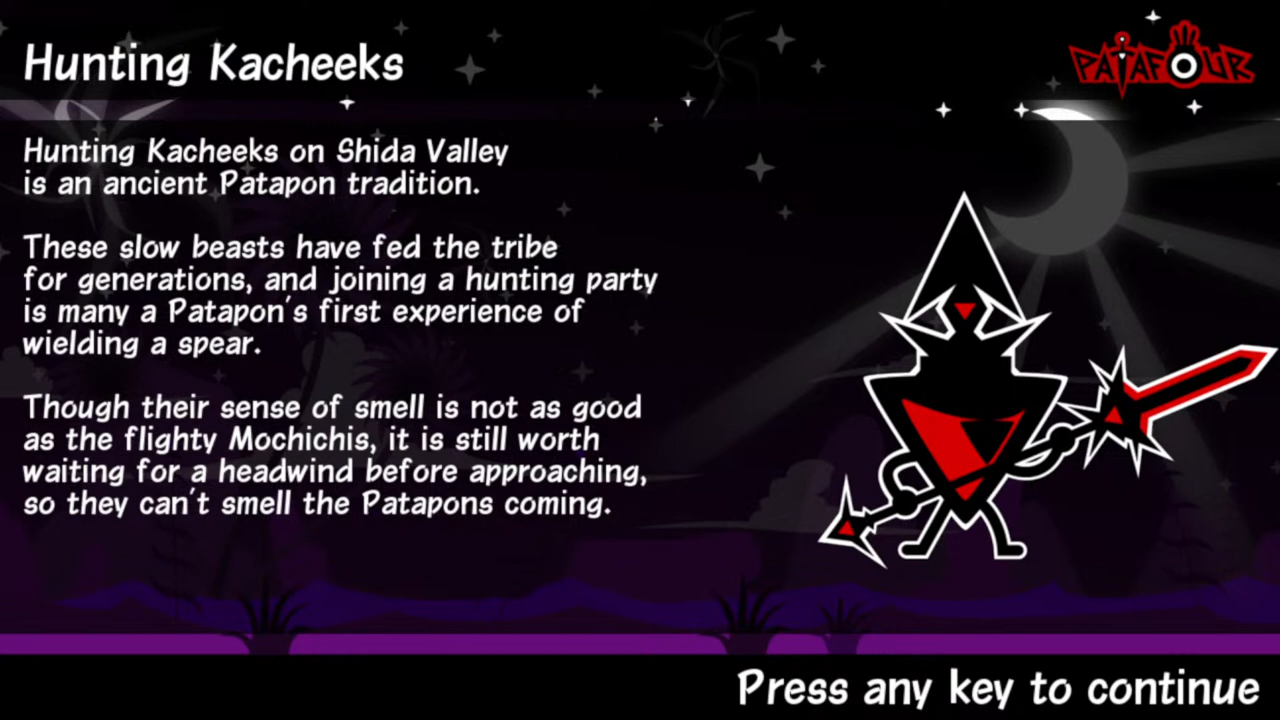 Hunting Kacheeks
PATAFOUR
Hunting Kacheeks on Shida Valley
is an ancient Patapon tradition.
These slow beasts have fed the tribe
for generations, and joining a hunting party
is many a Patapon's first experience of
wielding a spear.
Though their sense of smell is not as good
as the flighty Mochichis, it is still worth
waiting for a headwind before approaching,
so they can't smell the Patapons coming.
Press any key to continue